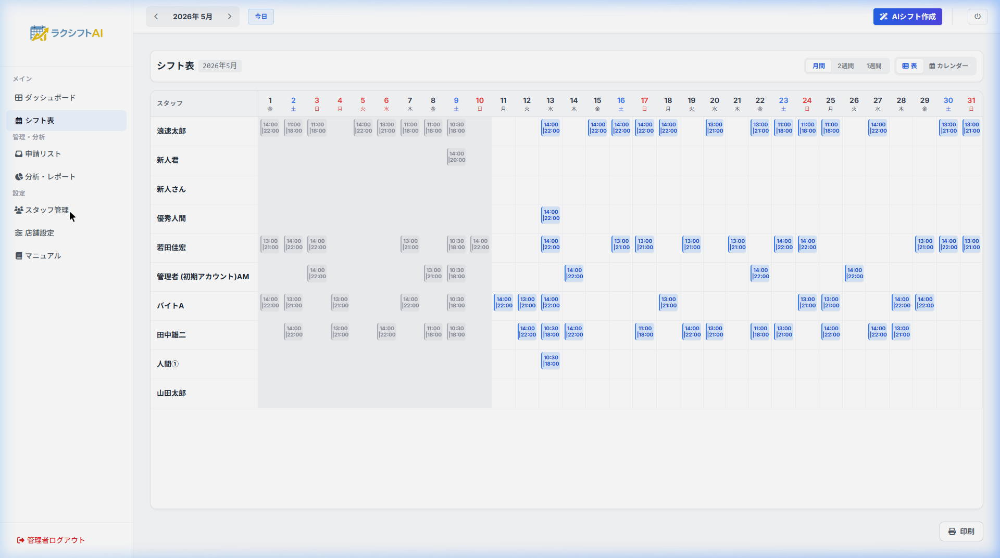 ラクシフトAI
2026年 5月
今日
AIシフト作成
メイン
ダッシュボード
シフト表
管理・分析
申請リスト
分析・レポート
設定
スタッフ管理
店舗設定
マニュアル
管理者ログアウト
シフト表 2026年5月
月間 2週間 1週間 表 カレンダー
スタッフ 1 2 3 4 5 6 7 8 9 10 11 12 13 14 15 16 17 18 19 20 21 22 23 24 25 26 27 28 29 30 31
金 土 日 月 火 水 木 金 土 日 月 火 水 木 金 土 日 月 火 水 木 金 土 日 月 火 水 木 金 土 日
浪速太郎
14:00 11:00 11:00 14:00 13:00 11:00 11:00 10:30 14:00 14:00 14:00 14:00 14:00 13:00 13:00 11:00 11:00 11:00 14:00 13:00 13:00
|22:00 |18:00 |18:00 |22:00 |21:00 |18:00 |18:00 |18:00 |22:00 |22:00 |22:00 |22:00 |22:00 |21:00 |21:00 |18:00 |18:00 |18:00 |22:00 |21:00 |21:00
新人君
14:00
|20:00
新人さん
優秀人間
14:00
|22:00
若田佳宏
13:00 14:00 14:00 13:00 10:30 14:00 14:00 13:00 13:00 13:00 13:00 14:00 14:00 13:00 14:00 13:00
|21:00 |22:00 |22:00 |21:00 |18:00 |22:00 |22:00 |21:00 |21:00 |21:00 |21:00 |22:00 |22:00 |21:00 |22:00 |21:00
管理者 (初期アカウント)AM
14:00 13:00 10:30 14:00 14:00 14:00
|22:00 |21:00 |18:00 |22:00 |22:00 |22:00
バイトA
14:00 13:00 13:00 14:00 10:30 14:00 13:00 14:00 13:00 13:00 13:00 14:00 14:00
|22:00 |21:00 |21:00 |22:00 |18:00 |22:00 |21:00 |22:00 |21:00 |21:00 |21:00 |22:00 |22:00
田中雄二
14:00 13:00 14:00 11:00 10:30 14:00 10:30 14:00 11:00 14:00 13:00 11:00 13:00 14:00 14:00 13:00
|22:00 |21:00 |22:00 |18:00 |18:00 |22:00 |18:00 |22:00 |18:00 |22:00 |21:00 |18:00 |21:00 |22:00 |22:00 |21:00
人間①
10:30
|18:00
山田太郎
印刷